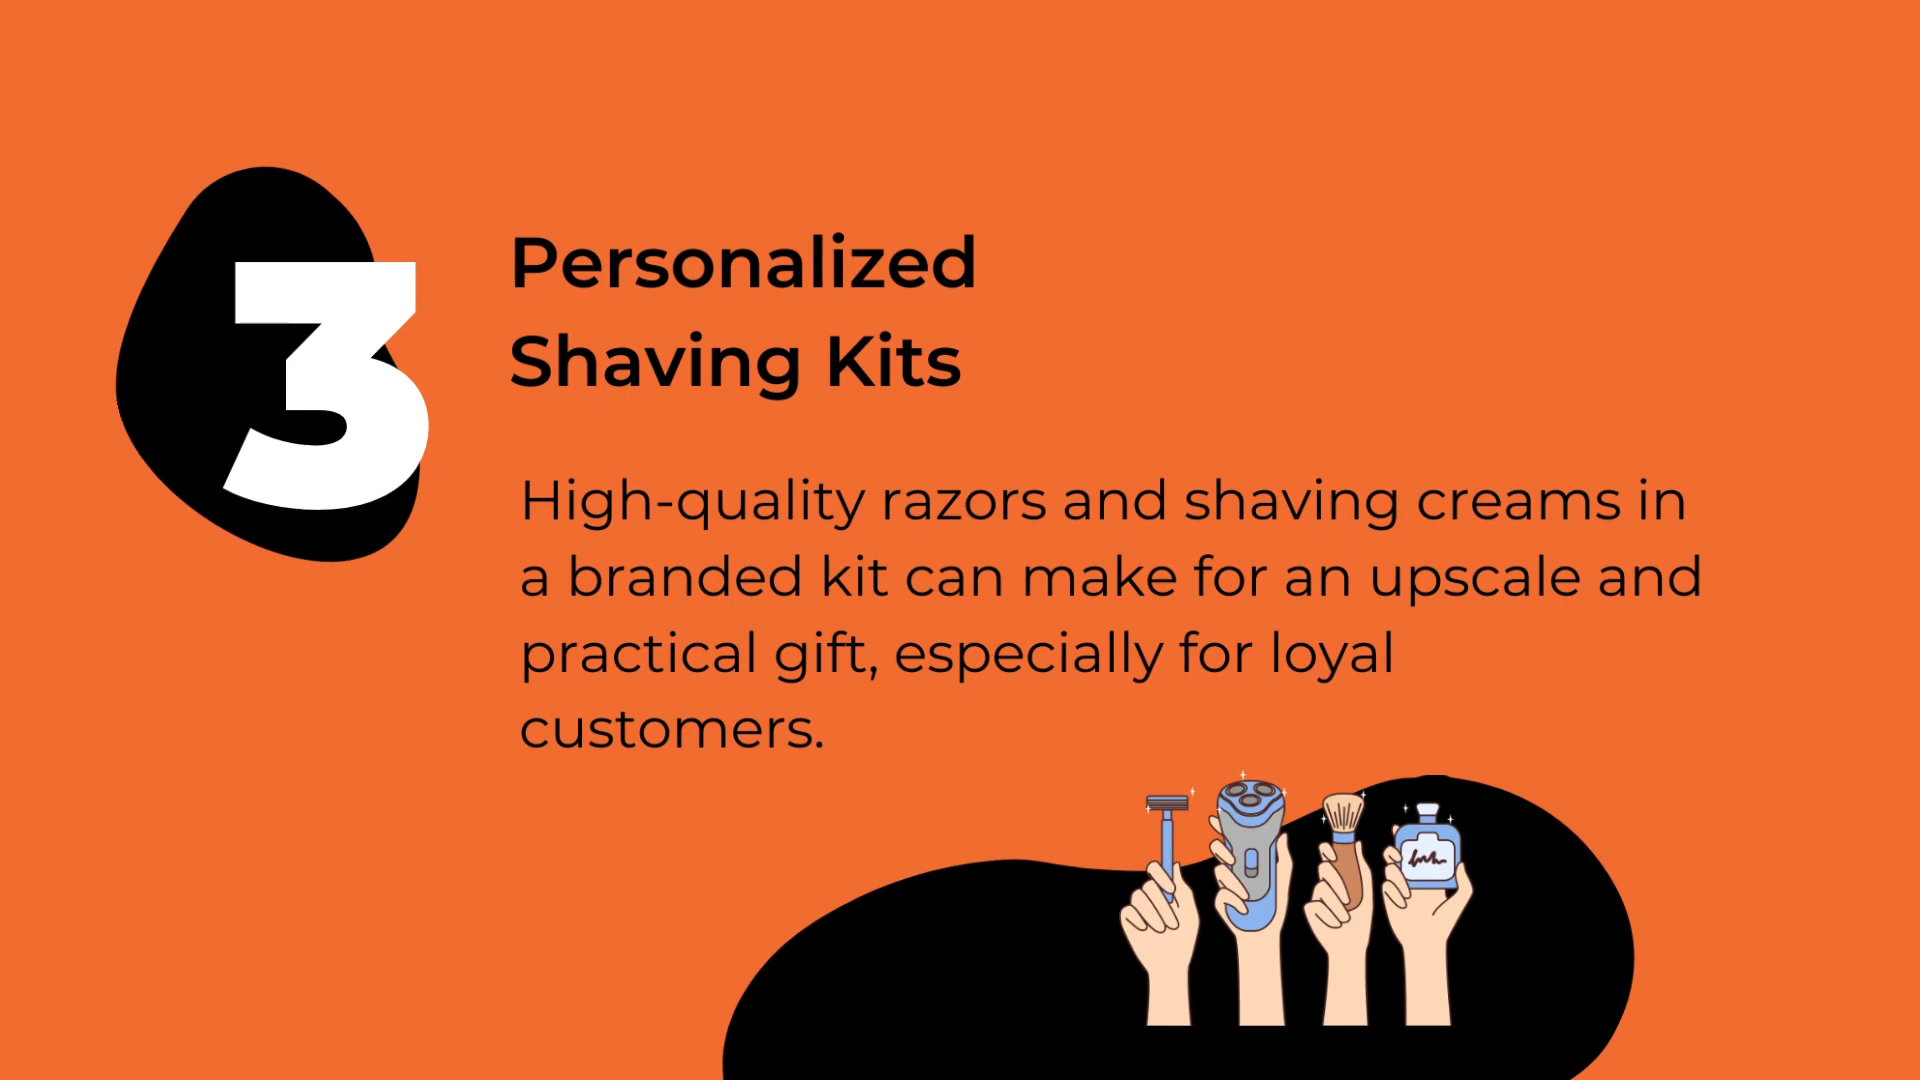 3
Personalized
Shaving Kits
High-quality razors and shaving creams in
a branded kit can make for an upscale and
practical gift, especially for loyal
customers.